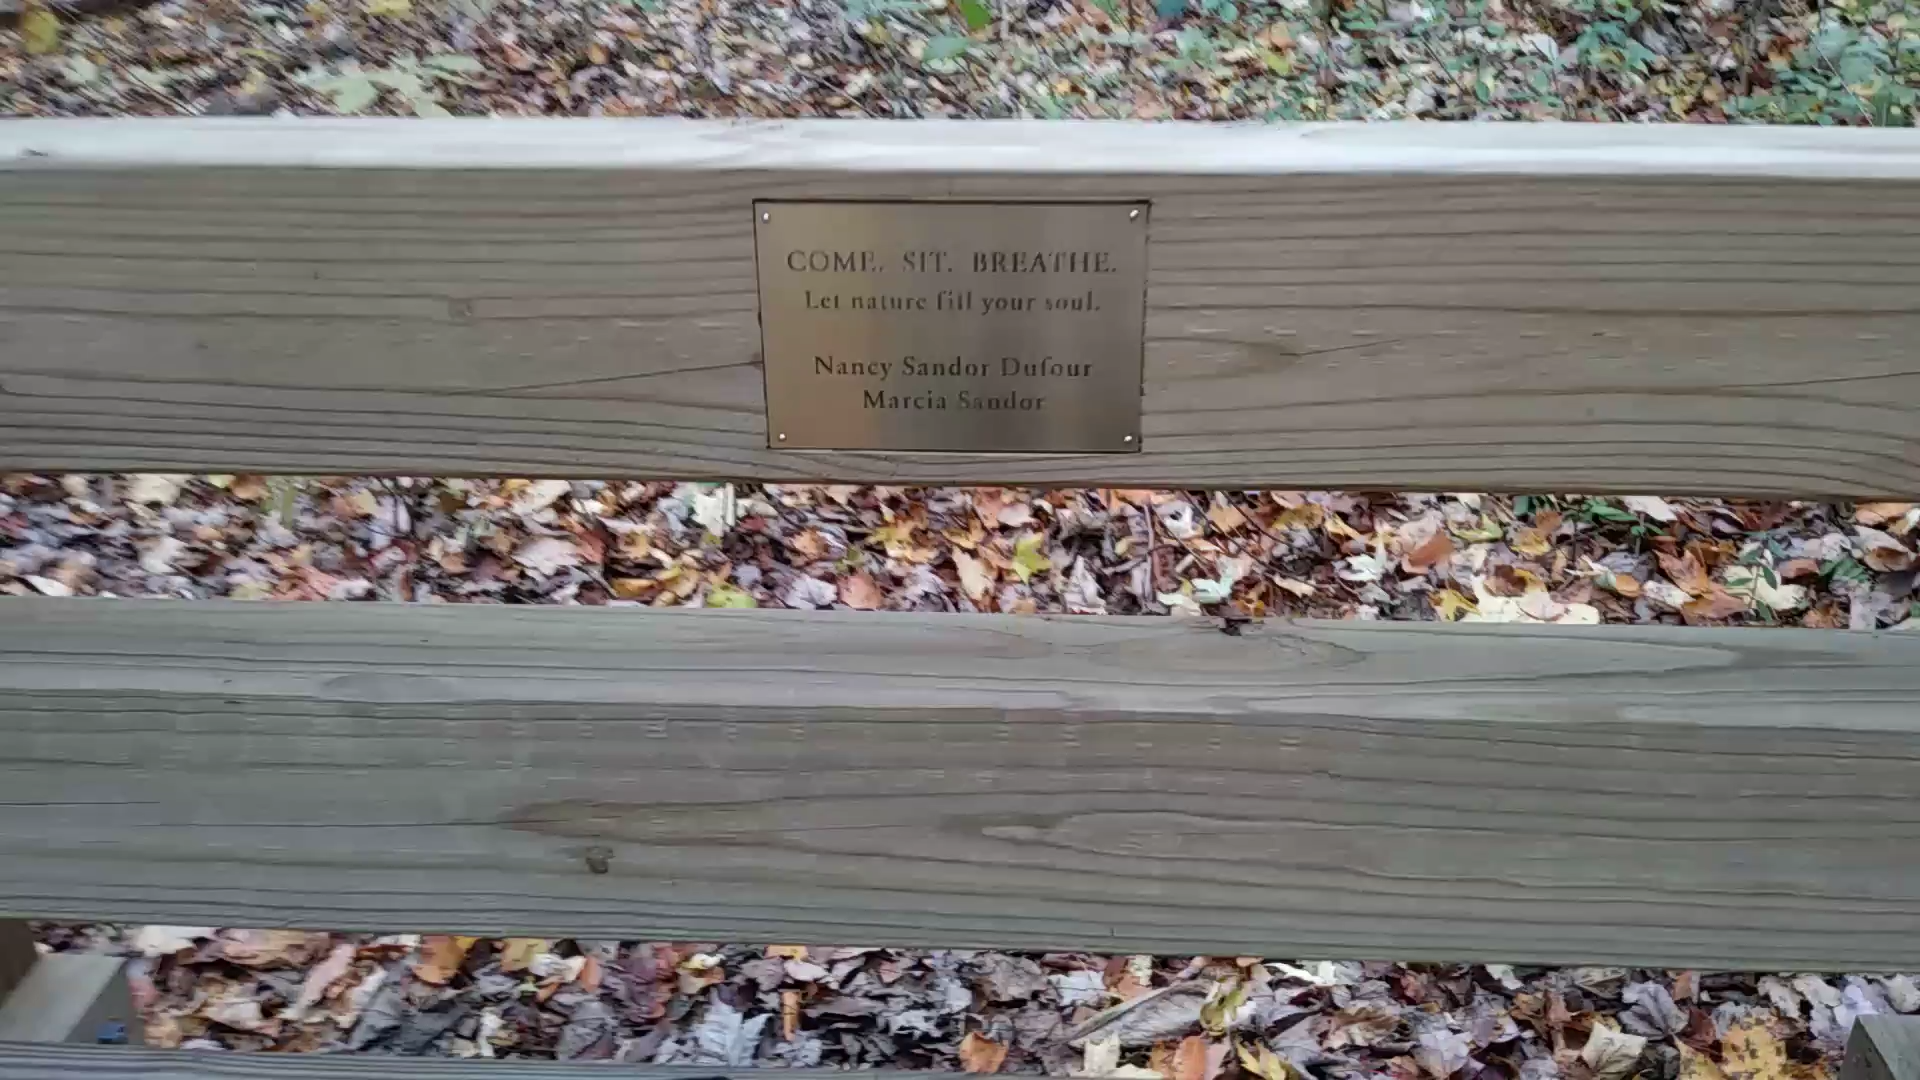 COME. SIT. BREATHE.
Let nature fill your soul.
Nancy Sandor Dufour
Marcia Sandor